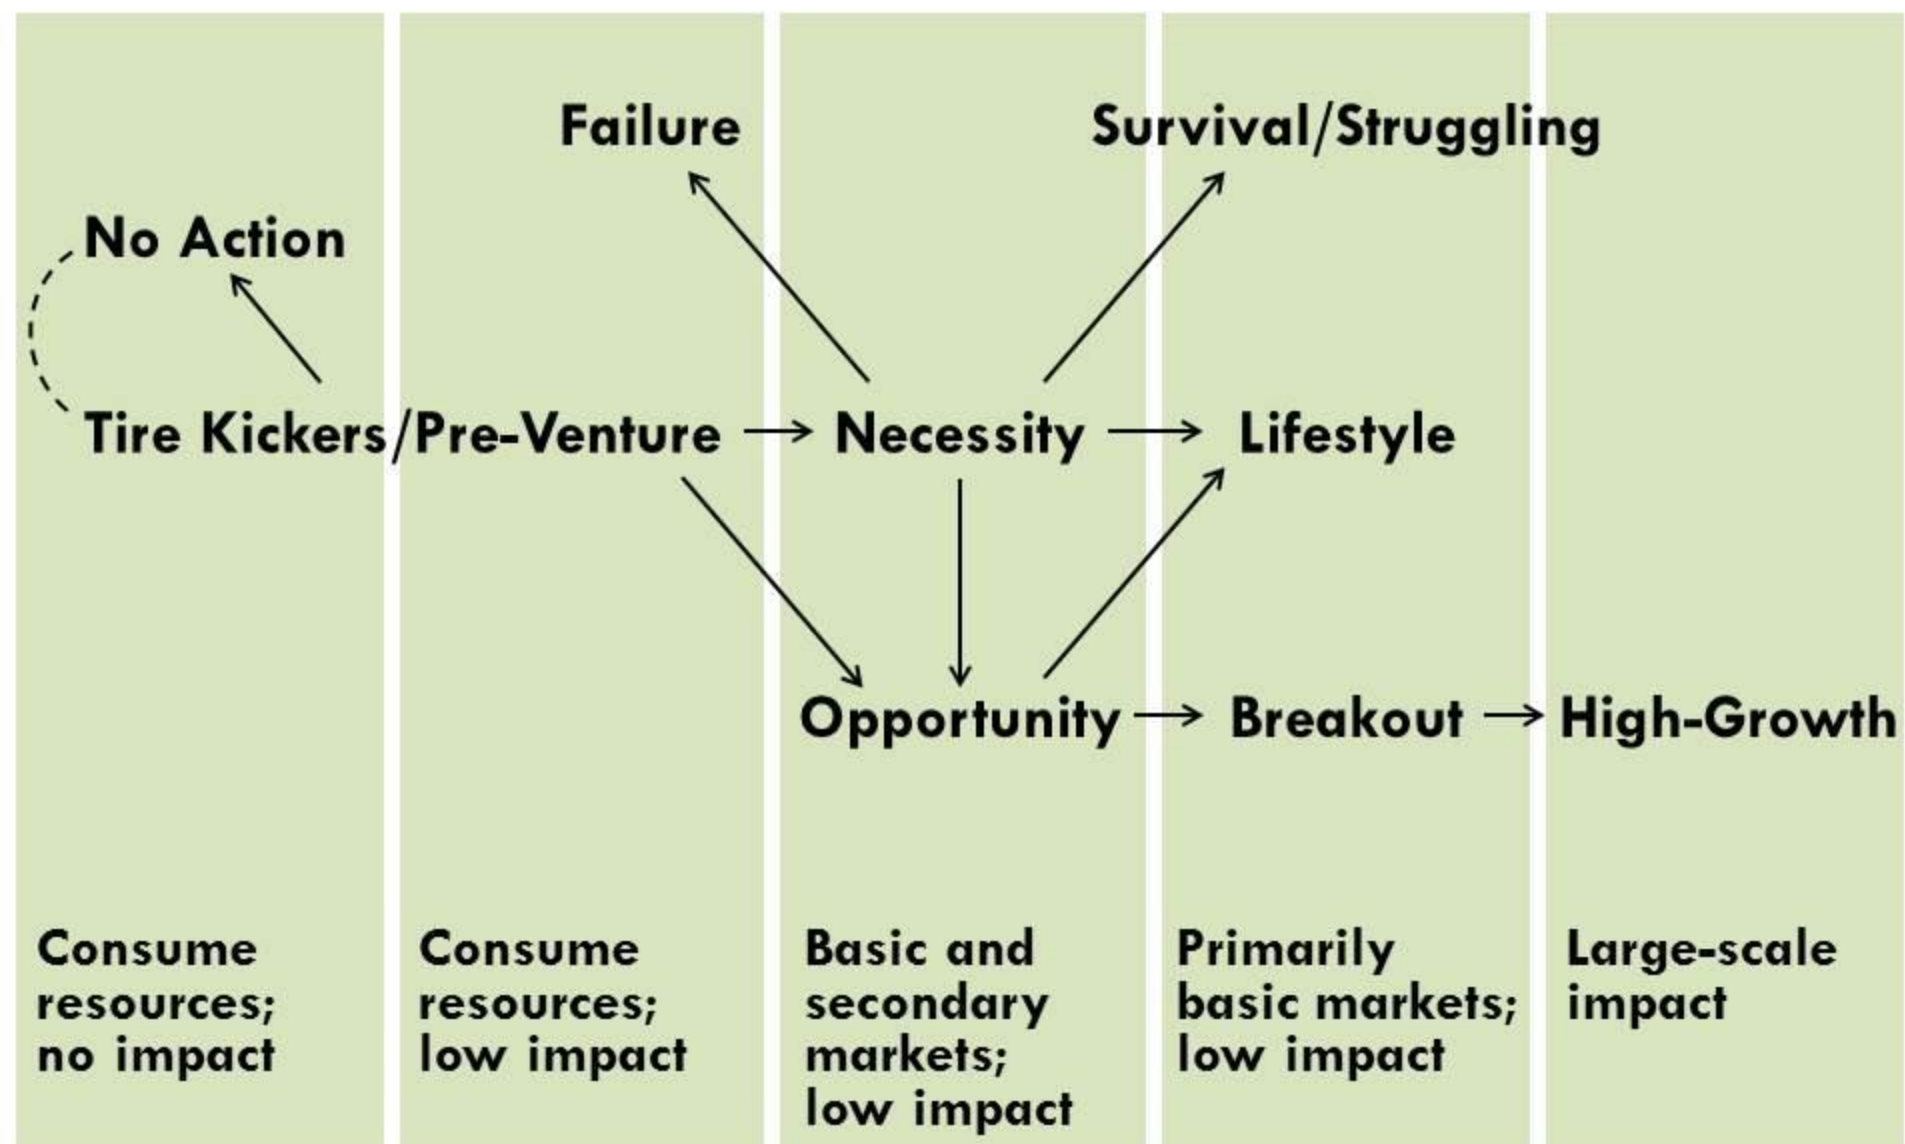 Failure
Survival/Struggling
No Action
Tire Kickers/Pre-Venture
Necessity
Lifestyle
Opportunity
Breakout
High-Growth
Consume
resources;
no impact
Consume
resources;
low impact
Basic and
secondary
markets;
low impact
Primarily
basic markets;
low impact
Large-scale
impact